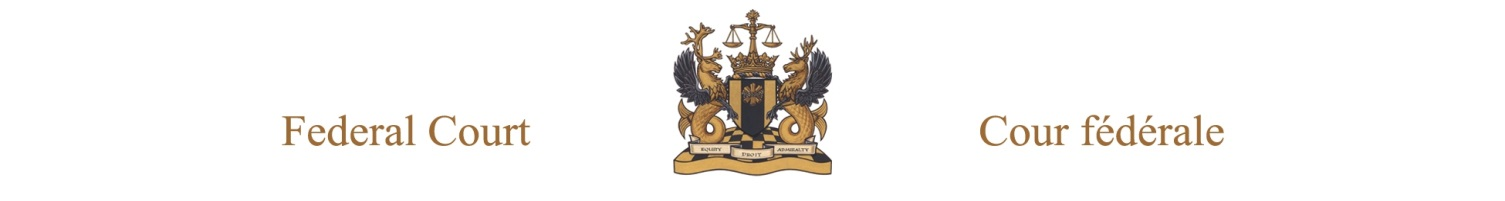 Federal Court
Cour fédérale
EQUITY DROIT ADMIRALTY